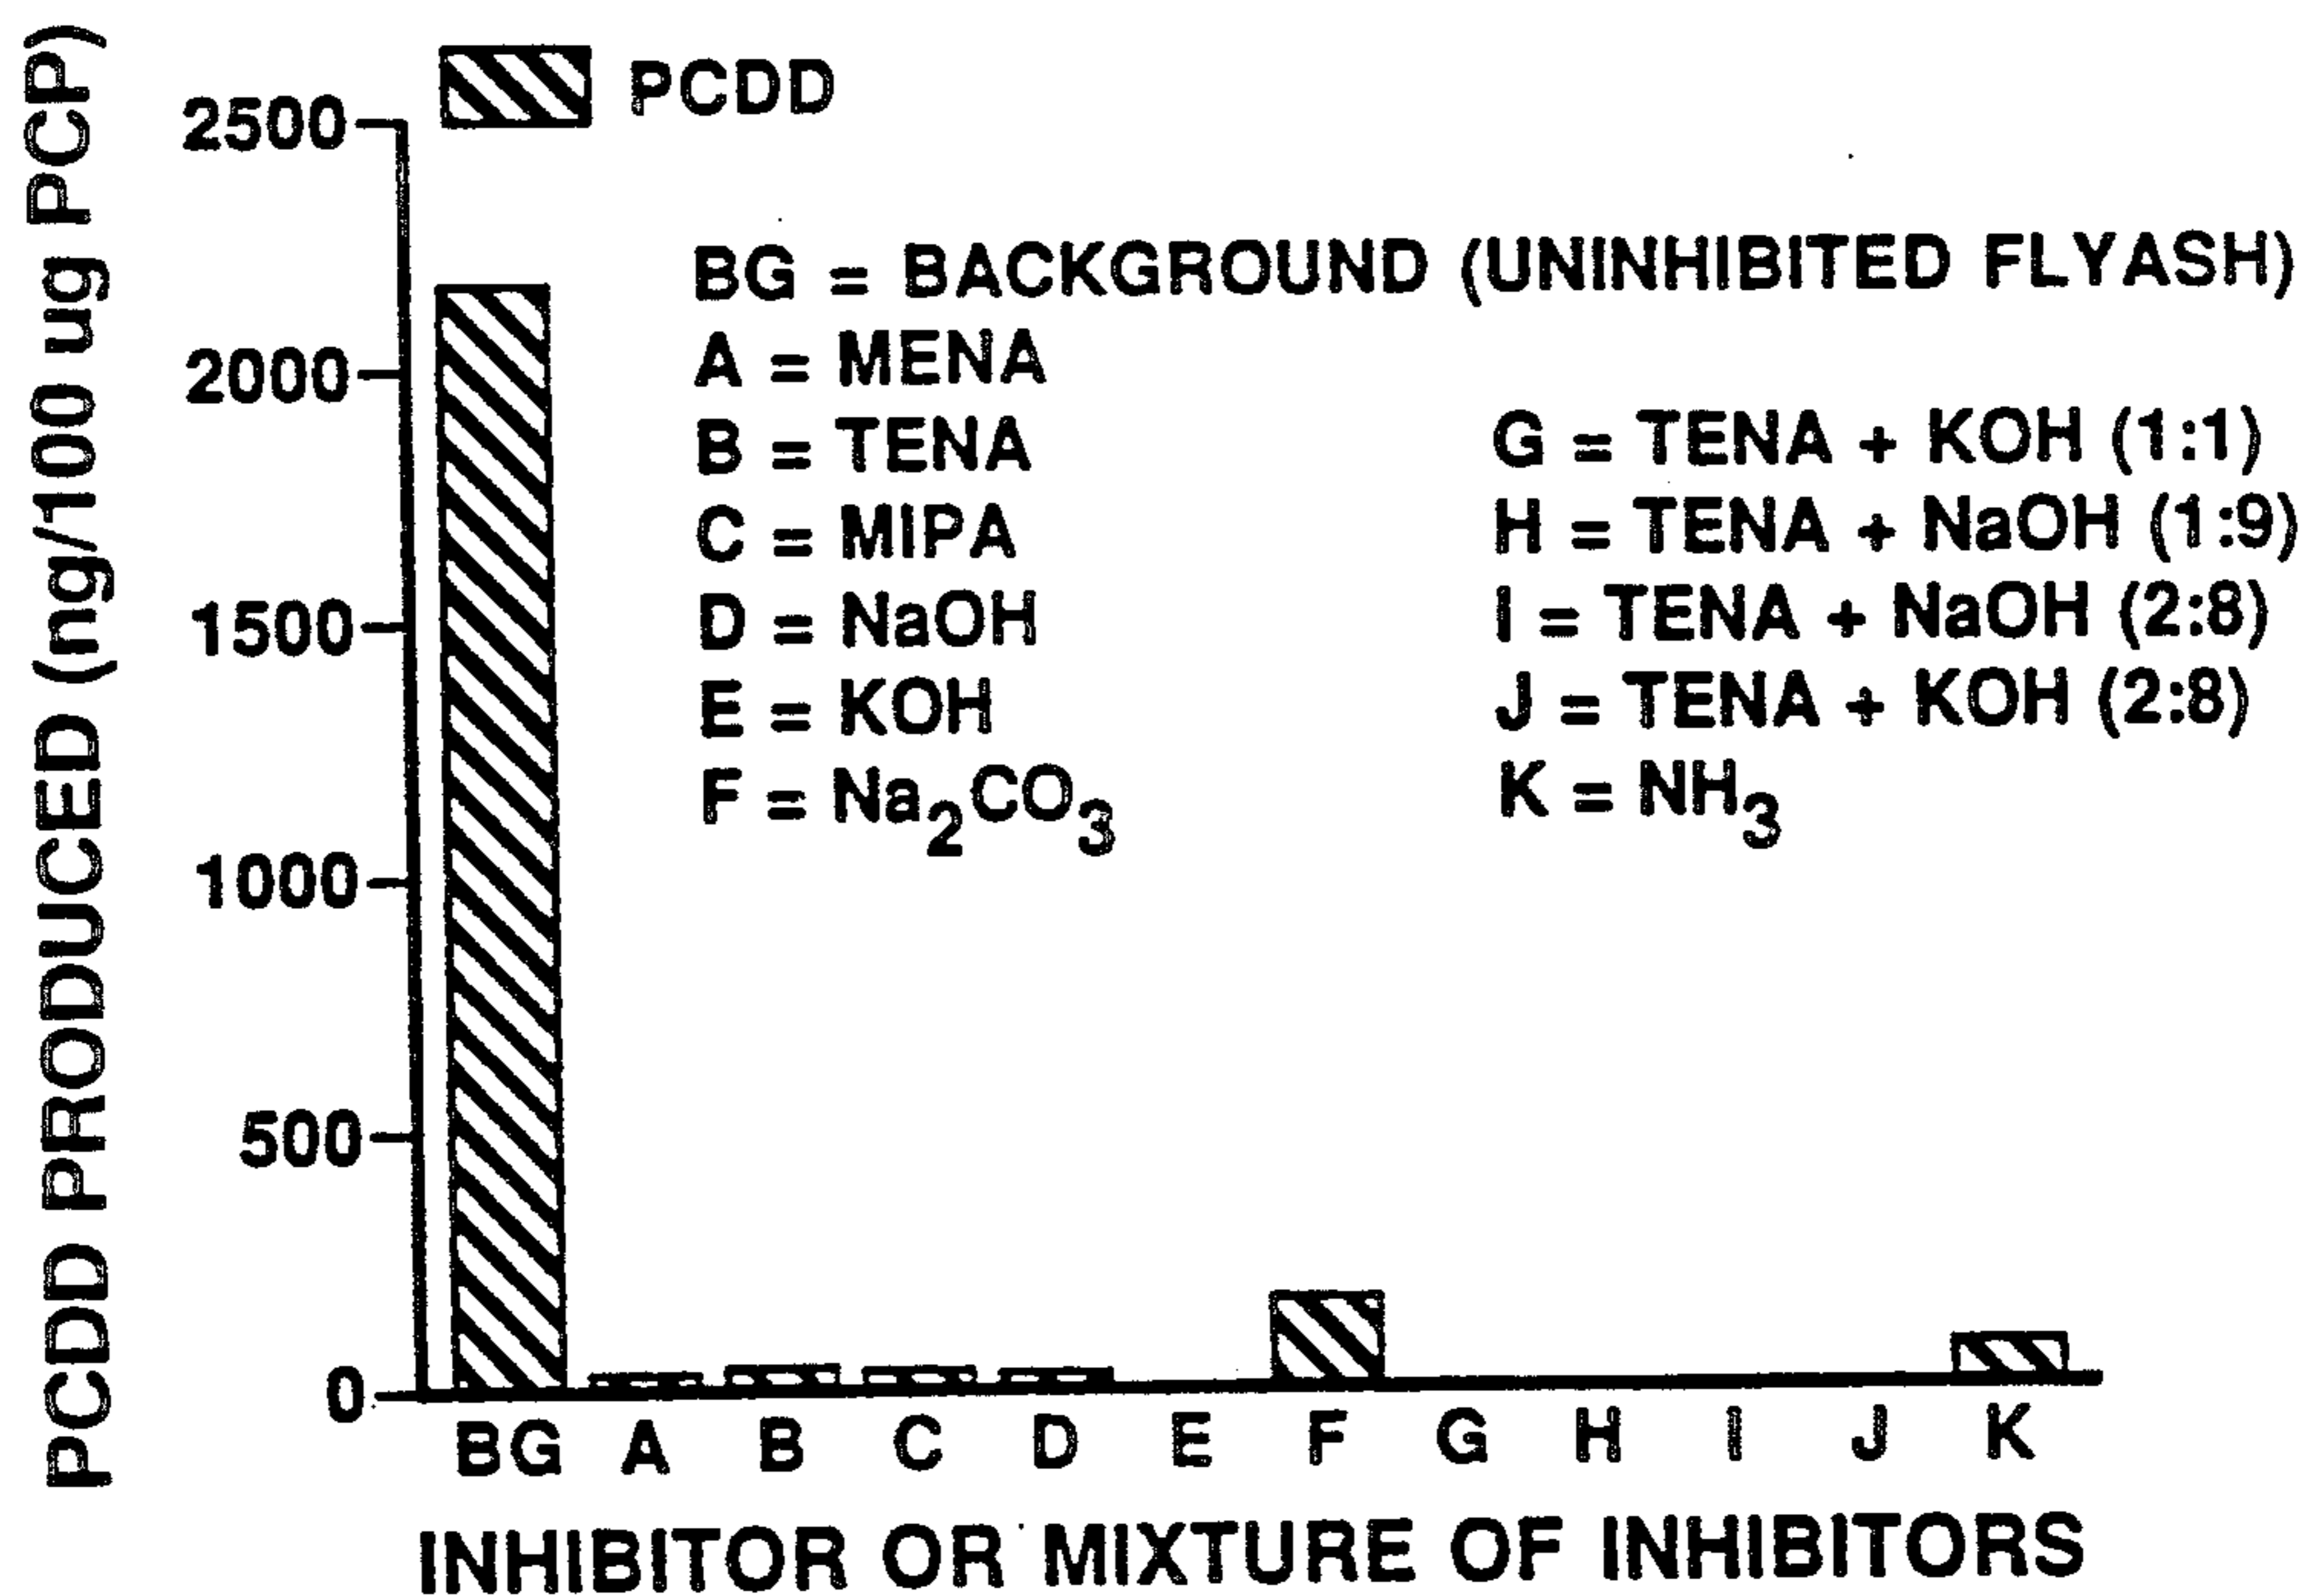 PCDD PRODUCED (ng/100 ug PCP)
2500
2000
1500
1000
500
0
PCDD
BG = BACKGROUND (UNINHIBITED FLYASH)
A = MENA
B = TENA
C = MIPA
D = NaOH
E = KOH
F = Na₂CO₃
G = TENA + KOH (1:1)
H = TENA + NaOH (1:9)
I = TENA + NaOH (2:8)
J = TENA + KOH (2:8)
K = NH₃
BG A B C D E F G H I J K
INHIBITOR OR MIXTURE OF INHIBITORS